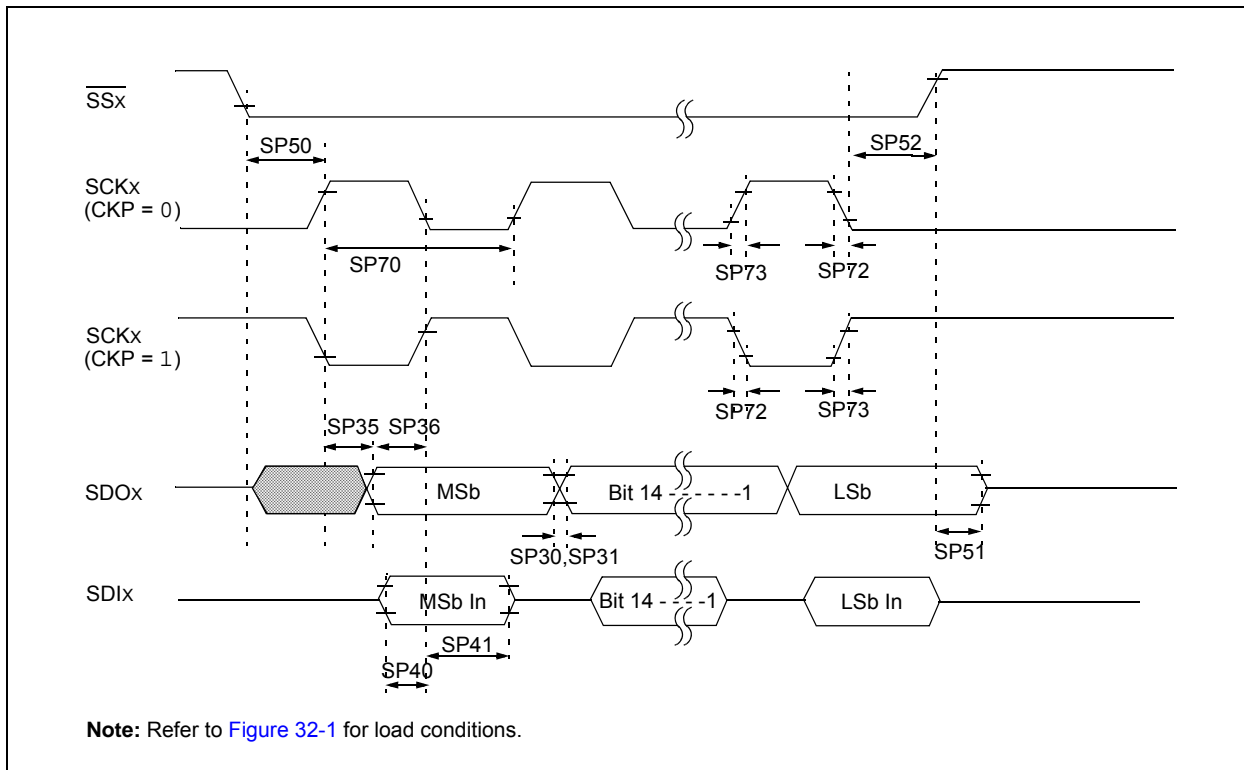 SSx
SP50
SP52
SCKx
(CKP = 0)
SP70
SP73
SP72
SCKx
(CKP = 1)
SP72
SP73
SP35
SP36
SDOx
MSb
Bit 14 - - - - - -1
LSb
SP30,SP31
SP51
SDIx
MSb In
Bit 14 - - - -1
LSb In
SP41
SP40
Note: Refer to Figure 32-1 for load conditions.